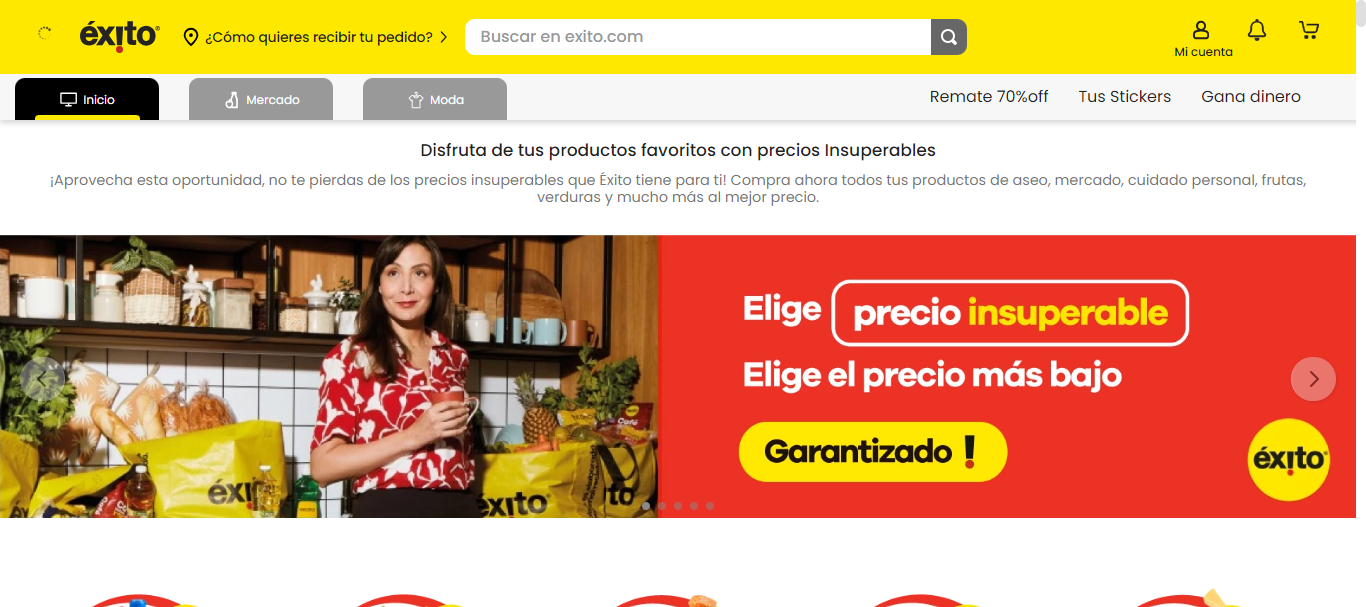 éxito
¿Cómo quieres recibir tu pedido?
Buscar en exito.com
Mi cuenta
Inicio
Mercado
Moda
Remate 70%off
Tus Stickers
Gana dinero
Disfruta de tus productos favoritos con precios Insuperables
¡Aprovecha esta oportunidad, no te pierdas de los precios insuperables que Éxito tiene para ti! Compra ahora todos tus productos de aseo, mercado, cuidado personal, frutas,
verduras y mucho más al mejor precio.
Elige precio insuperable
Elige el precio más bajo
Garantizado !
éxito
Café
éxi
éxito
ito